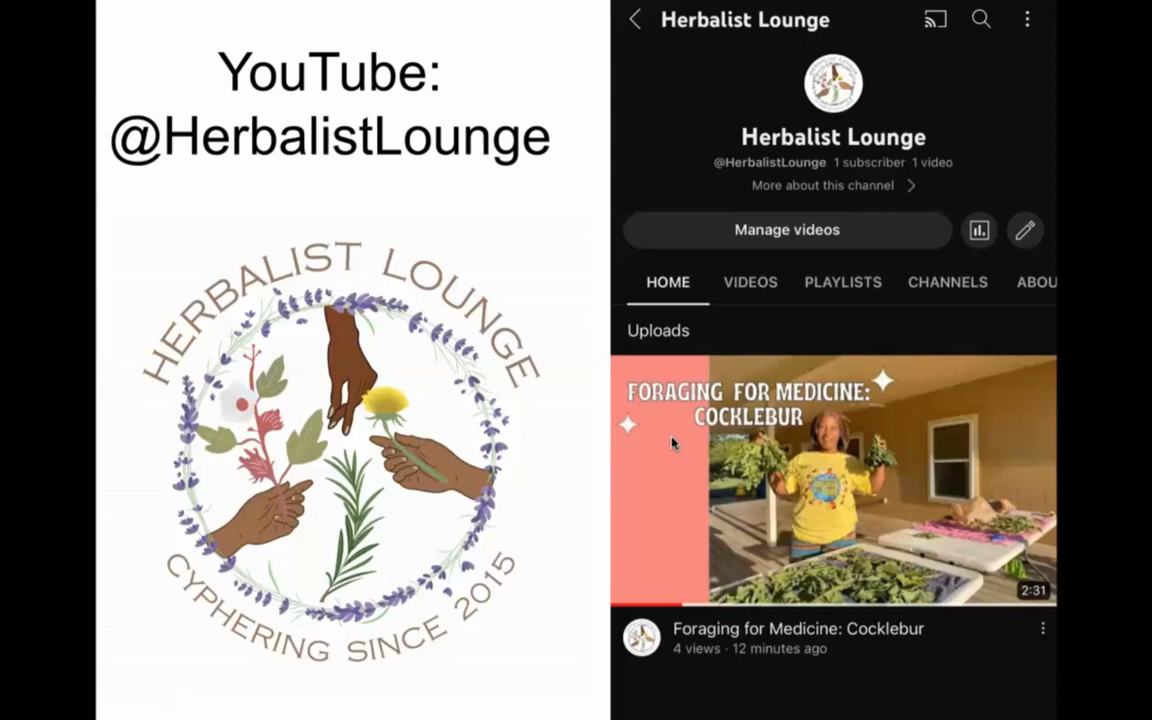 YouTube:
@HerbalistLounge
HERBALIST LOUNGE
CYPHERING SINCE 2015
Herbalist Lounge
Herbalist Lounge
@HerbalistLounge 1 subscriber 1 video
More about this channel
Manage videos
HOME VIDEOS PLAYLISTS CHANNELS ABOU
Uploads
FORAGING FOR MEDICINE:
COCKLEBUR
2:31
Foraging for Medicine: Cocklebur
4 views · 12 minutes ago